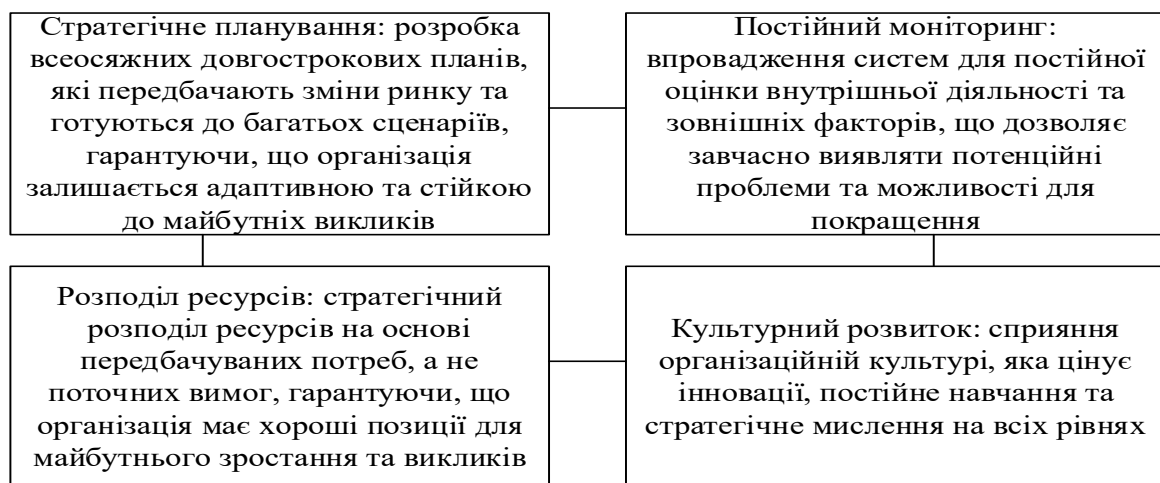 Стратегічне планування: розробка
всеосяжних довгострокових планів,
які передбачають зміни ринку та
готуються до багатьох сценаріїв,
гарантуючи, що організація
залишається адаптивною та стійкою
до майбутніх викликів
Постійний моніторинг:
впровадження систем для постійної
оцінки внутрішньої діяльності та
зовнішніх факторів, що дозволяє
завчасно виявляти потенційні
проблеми та можливості для
покращення
Розподіл ресурсів: стратегічний
розподіл ресурсів на основі
передбачуваних потреб, а не
поточних вимог, гарантуючи, що
організація має хороші позиції для
майбутнього зростання та викликів
Культурний розвиток: сприяння
організаційній культурі, яка цінує
інновації, постійне навчання та
стратегічне мислення на всіх рівнях